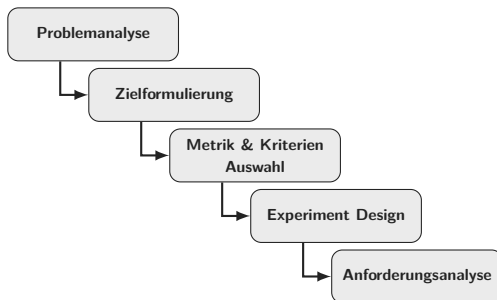 Problemanalyse
Zielformulierung
Metrik & Kriterien
Auswahl
Experiment Design
Anforderungsanalyse